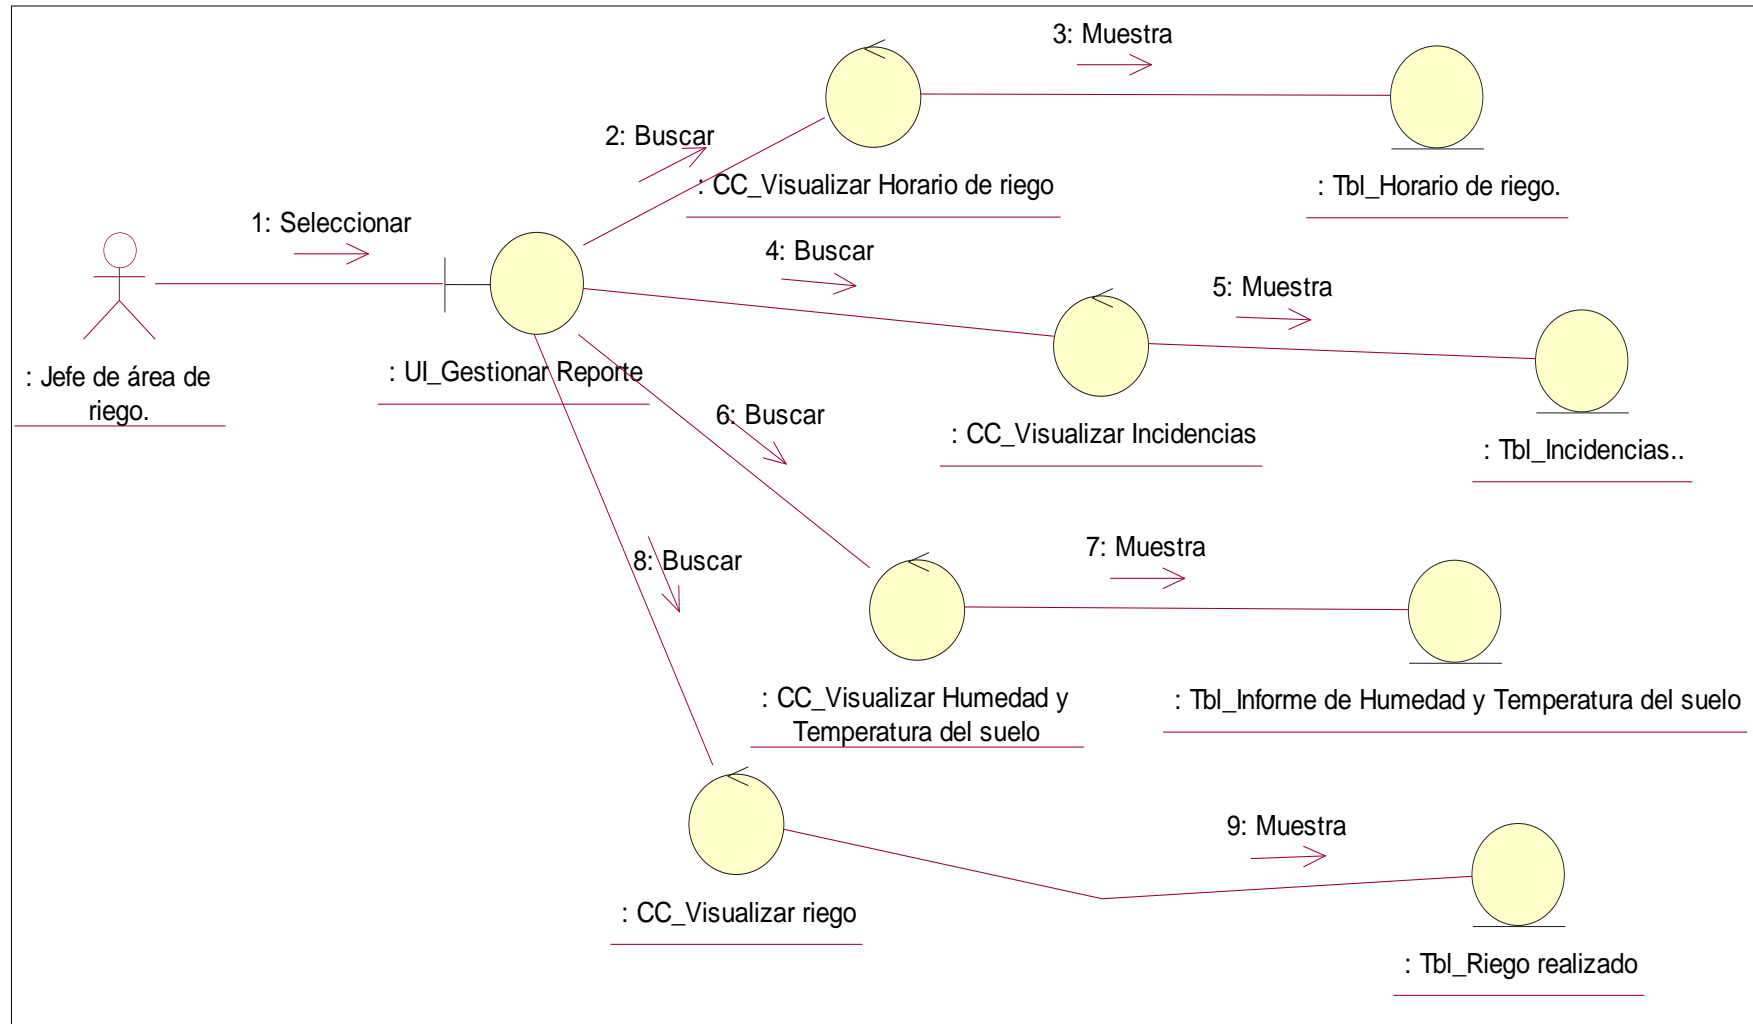 3: Muestra
2: Buscar
: CC_Visualizar Horario de riego
: Tbl_Horario de riego.
1: Seleccionar
4: Buscar
5: Muestra
: Jefe de área de
riego.
: UI_Gestionar Reporte
6: Buscar
: CC_Visualizar Incidencias
: Tbl_Incidencias..
8: Buscar
7: Muestra
: CC_Visualizar Humedad y
Temperatura del suelo
: Tbl_Informe de Humedad y Temperatura del suelo
9: Muestra
: CC_Visualizar riego
: Tbl_Riego realizado